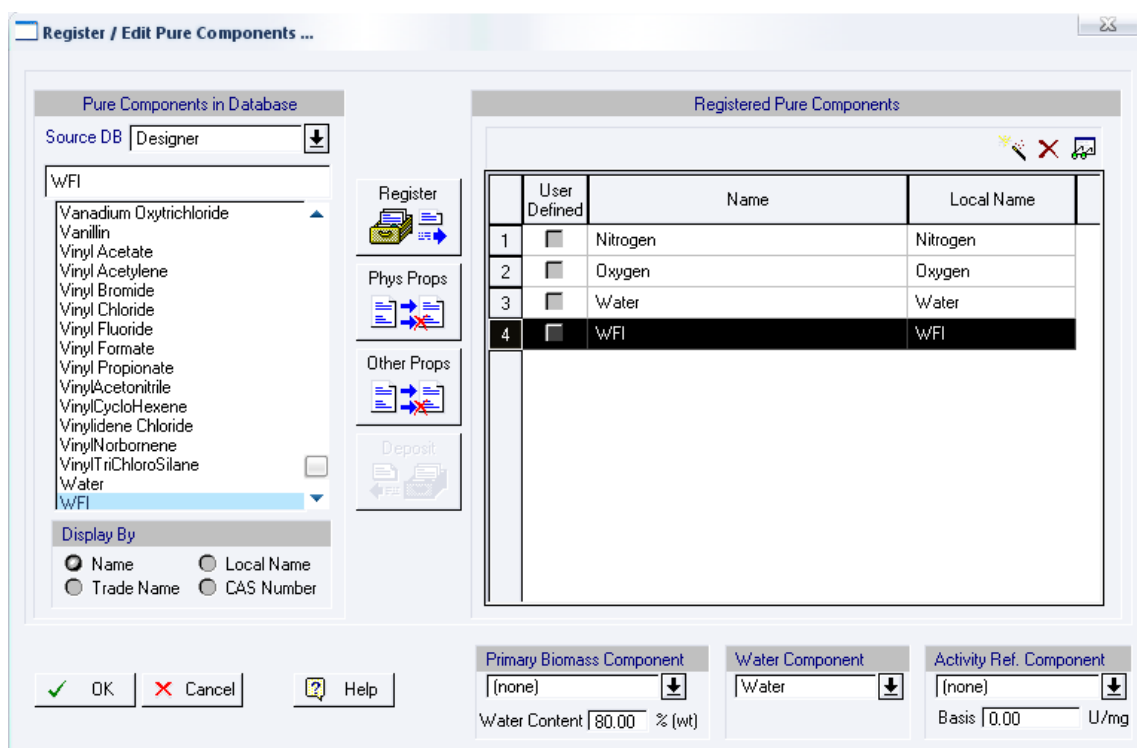 Register / Edit Pure Components ...
Pure Components in Database
Source DB Designer
WFI
Vanadium Oxytrichloride
Vanillin
Vinyl Acetate
Vinyl Acetylene
Vinyl Bromide
Vinyl Chloride
Vinyl Fluoride
Vinyl Formate
Vinyl Propionate
VinylAcetonitrile
VinylCycloHexene
Vinylidene Chloride
VinylNorbornene
VinylTriChloroSilane
Water
WFI
Display By
Name Local Name
Trade Name CAS Number
Register
Phys Props
Other Props
Deposit
Registered Pure Components
User Defined Name Local Name
1 Nitrogen Nitrogen
2 Oxygen Oxygen
3 Water Water
4 WFI WFI
OK Cancel Help
Primary Biomass Component
(none)
Water Content 80.00 % (wt)
Water Component
Water
Activity Ref. Component
(none)
Basis 0.00 U/mg